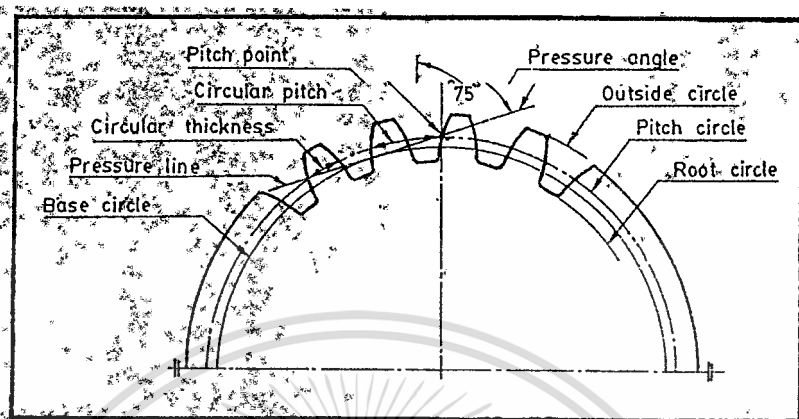 Pitch point
Pressure angle
Circular pitch
75°
Outside circle
Circular thickness
Pitch circle
Pressure line
Root circle
Base circle